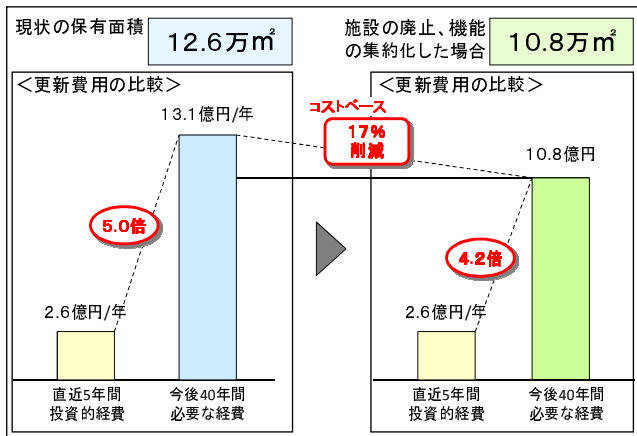 現状の保有面積
12.6万㎡
施設の廃止、機能
の集約化した場合
10.8万㎡
＜更新費用の比較＞
13.1億円/年
5.0倍
2.6億円/年
直近5年間
投資的経費
今後40年間
必要な経費
コストベース
17%
削減
＜更新費用の比較＞
10.8億円
4.2倍
2.6億円/年
直近5年間
投資的経費
今後40年間
必要な経費